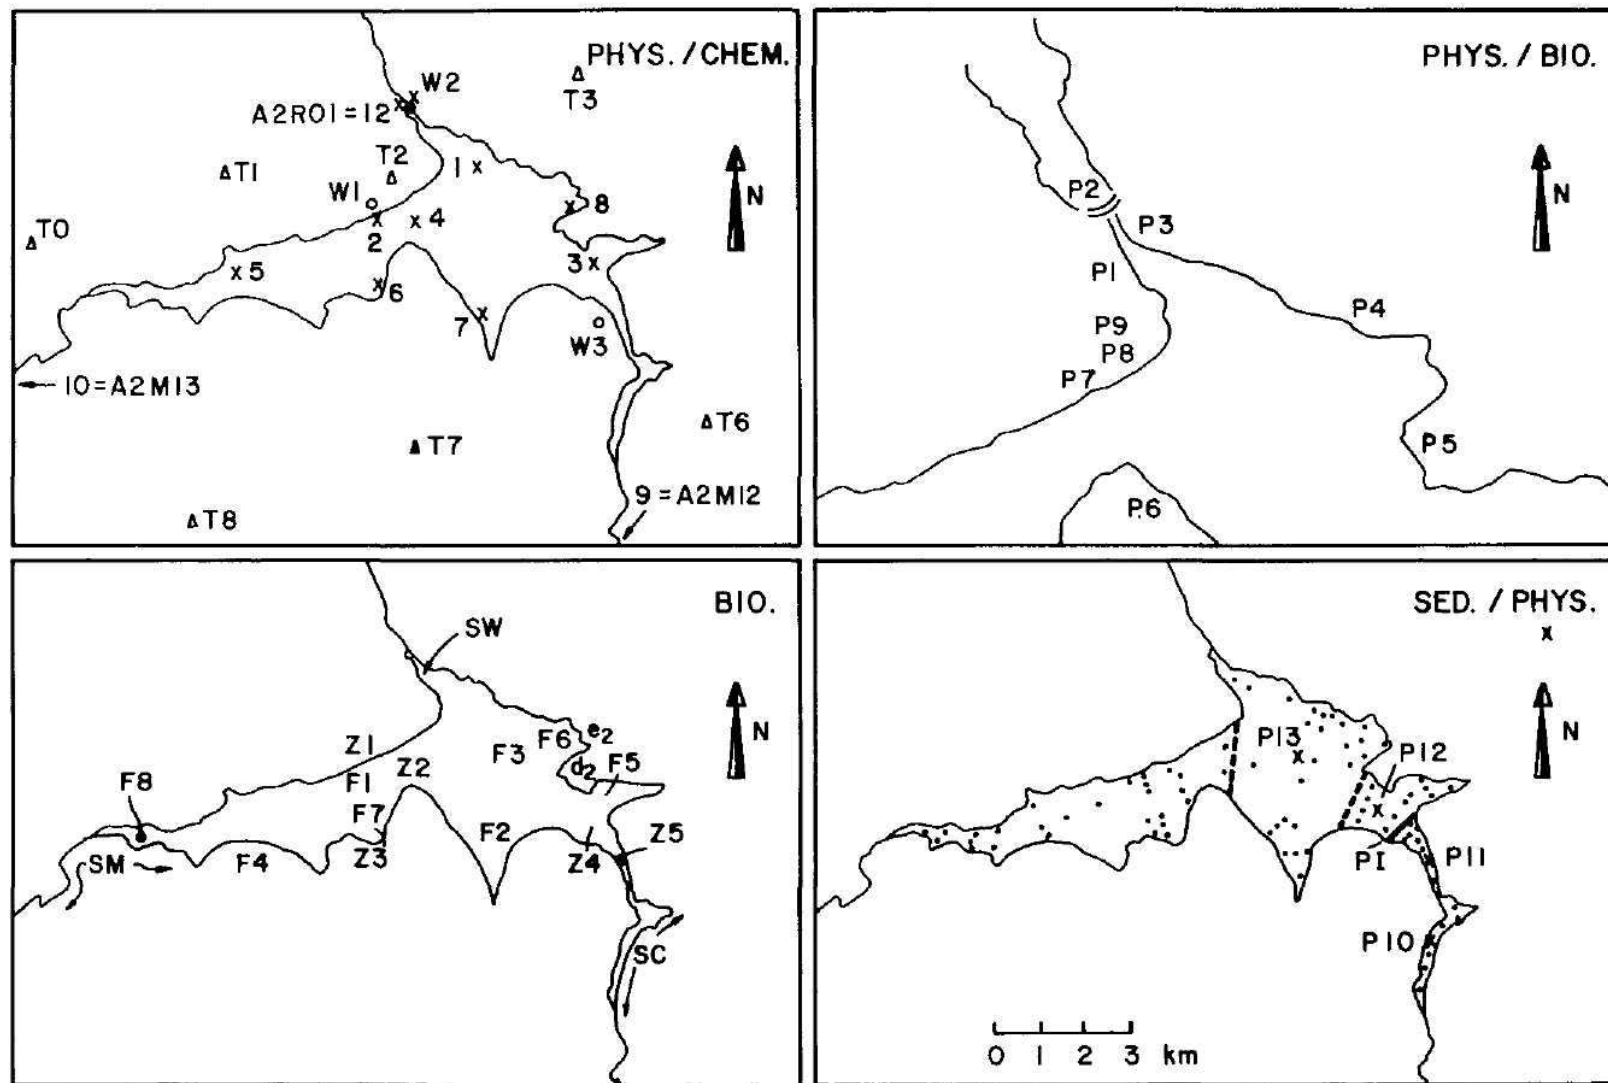 PHYS. / CHEM.
W2
T3
A2RO1 = 12
T2
1
T1
W1
8
4
N
TO
2
3
5
6
7
W3
10 = A2M13
T6
T7
9 = A2M12
T8
PHYS. / BIO.
P2
N
P3
P1
P4
P9
P8
P7
P5
P6
BIO.
SW
N
e2
Z1
F6
F3
d2
F5
F8
F1
Z2
F7
F2
Z5
SM
F4
Z3
Z4
SC
SED. / PHYS.
x
N
P13
P12
P1
P11
P10
0 1 2 3 km